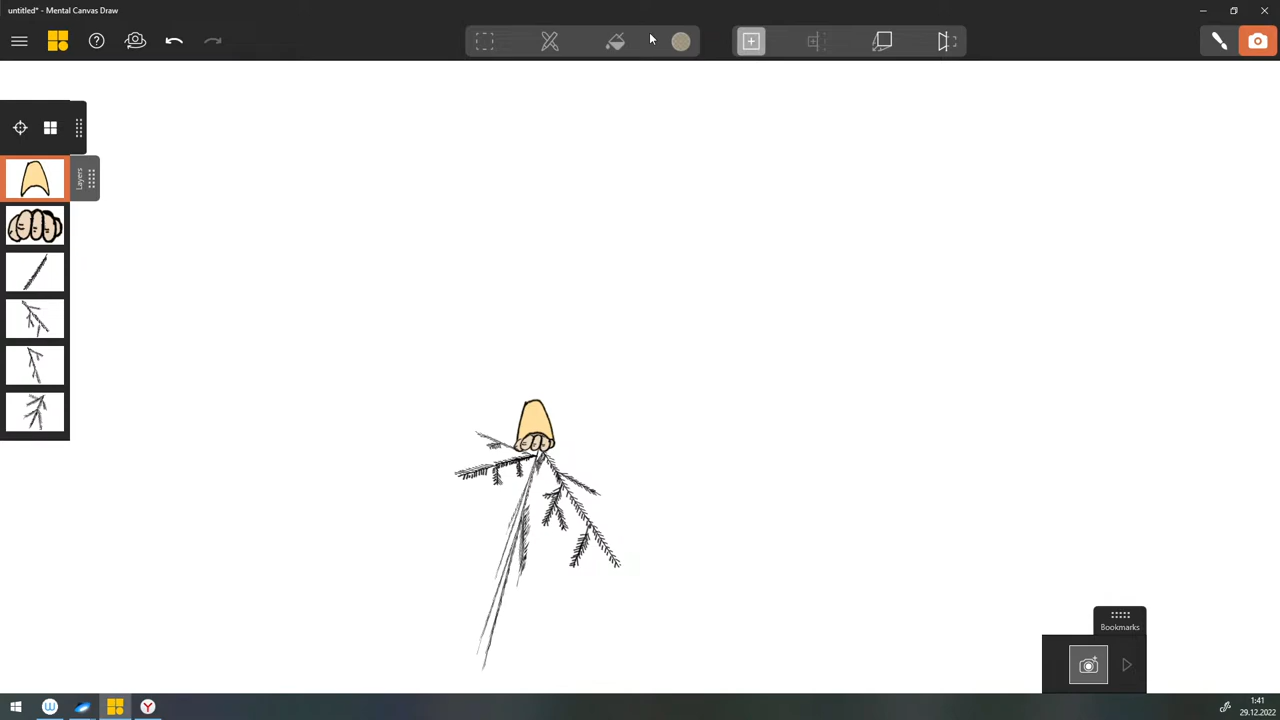 untitled* - Mental Canvas Draw
Layers
Bookmarks
1:41
29.12.2022